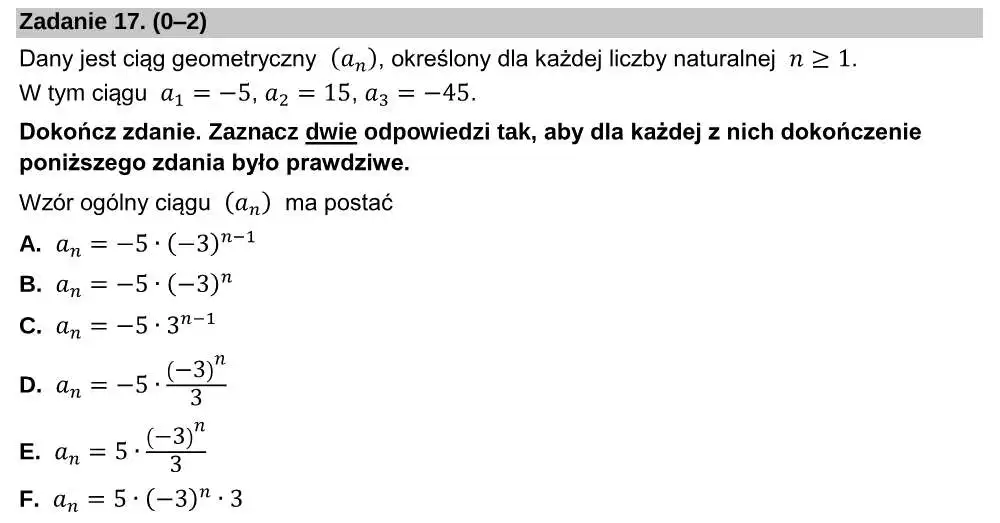 Zadanie 17. (0–2)
Dany jest ciąg geometryczny (aₙ), określony dla każdej liczby naturalnej n ≥ 1.
W tym ciągu a₁ = −5, a₂ = 15, a₃ = −45.
Dokończ zdanie. Zaznacz dwie odpowiedzi tak, aby dla każdej z nich dokończenie
poniższego zdania było prawdziwe.
Wzór ogólny ciągu (aₙ) ma postać
A. aₙ = −5 · (−3)ⁿ⁻¹
B. aₙ = −5 · (−3)ⁿ
C. aₙ = −5 · 3ⁿ⁻¹
D. aₙ = −5 · (−3)ⁿ/3
E. aₙ = 5 · (−3)ⁿ/3
F. aₙ = 5 · (−3)ⁿ · 3